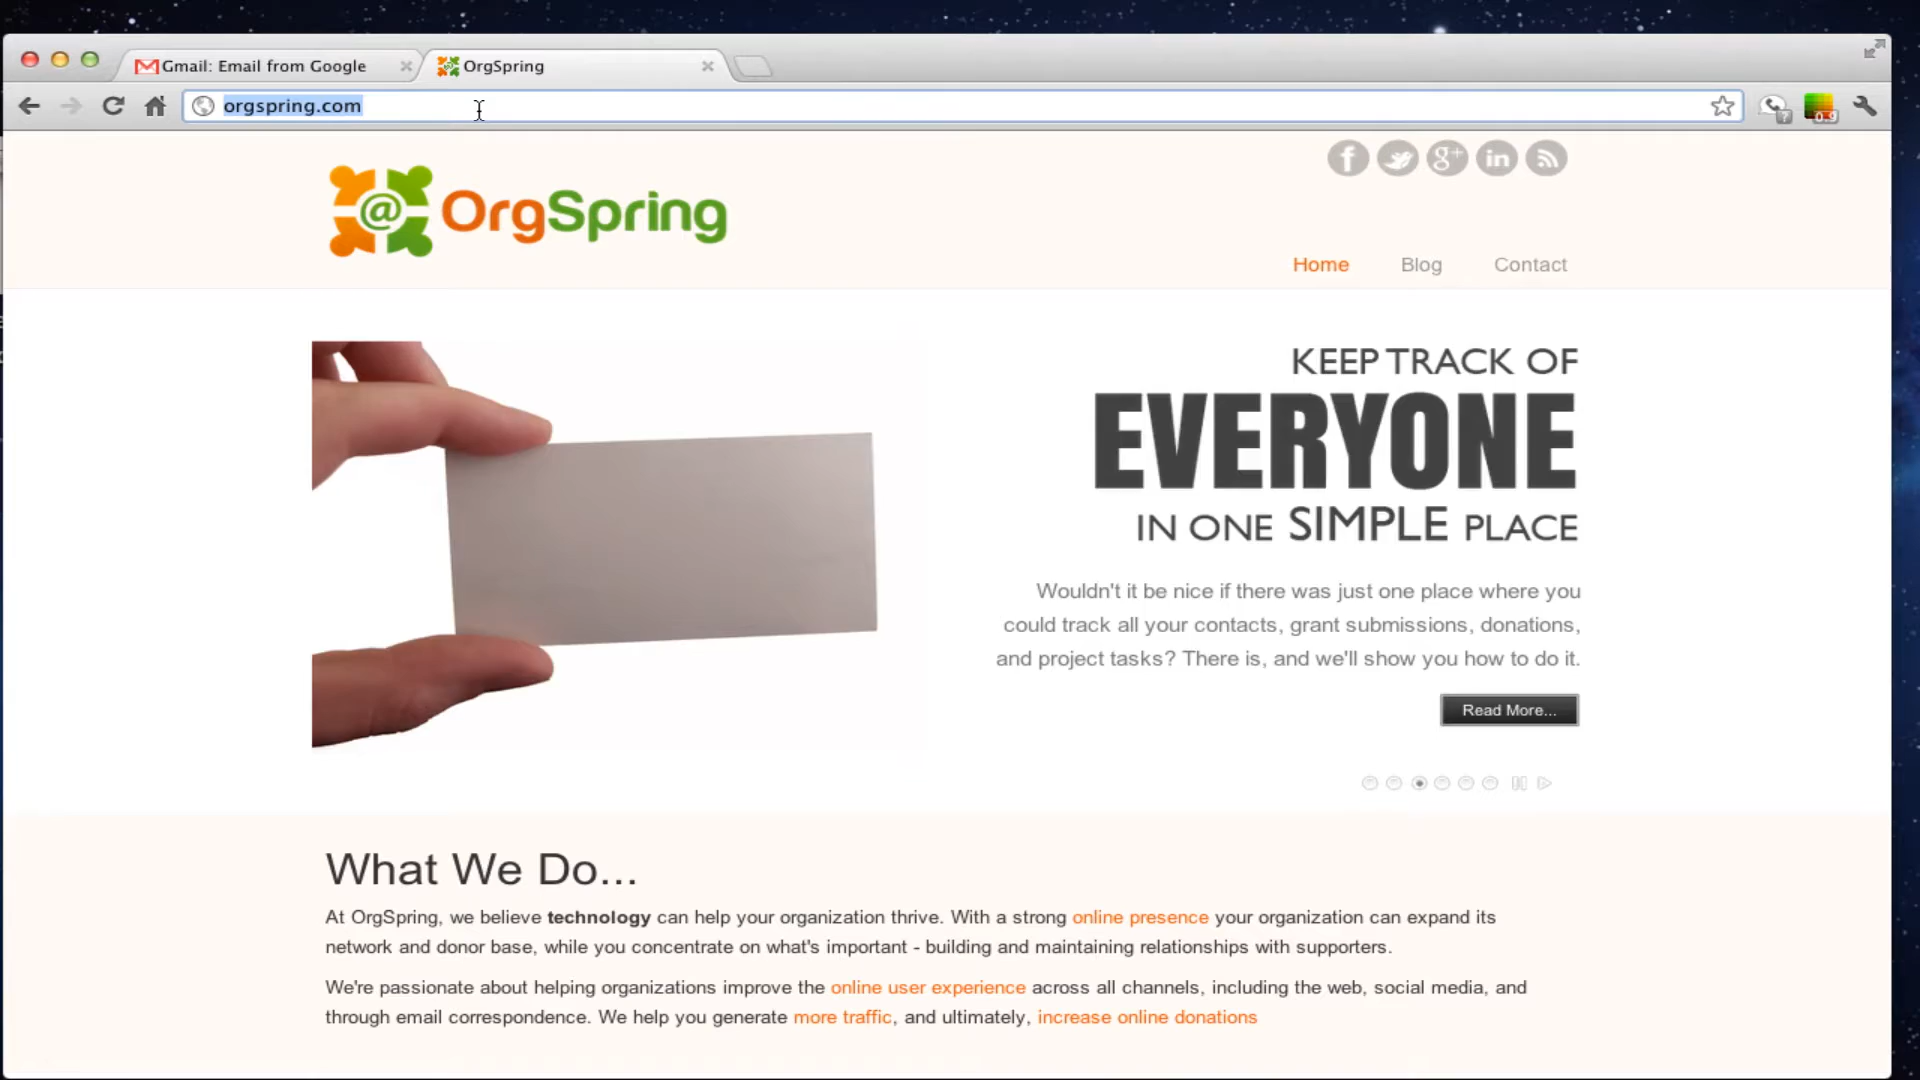 Gmail: Email from Google
OrgSpring
orgspring.com
0.9
@ OrgSpring
Home Blog Contact
KEEP TRACK OF
EVERYONE
IN ONE SIMPLE PLACE
Wouldn't it be nice if there was just one place where you
could track all your contacts, grant submissions, donations,
and project tasks? There is, and we'll show you how to do it.
Read More...
What We Do...
At OrgSpring, we believe technology can help your organization thrive. With a strong online presence your organization can expand its
network and donor base, while you concentrate on what's important - building and maintaining relationships with supporters.
We're passionate about helping organizations improve the online user experience across all channels, including the web, social media, and
through email correspondence. We help you generate more traffic, and ultimately, increase online donations